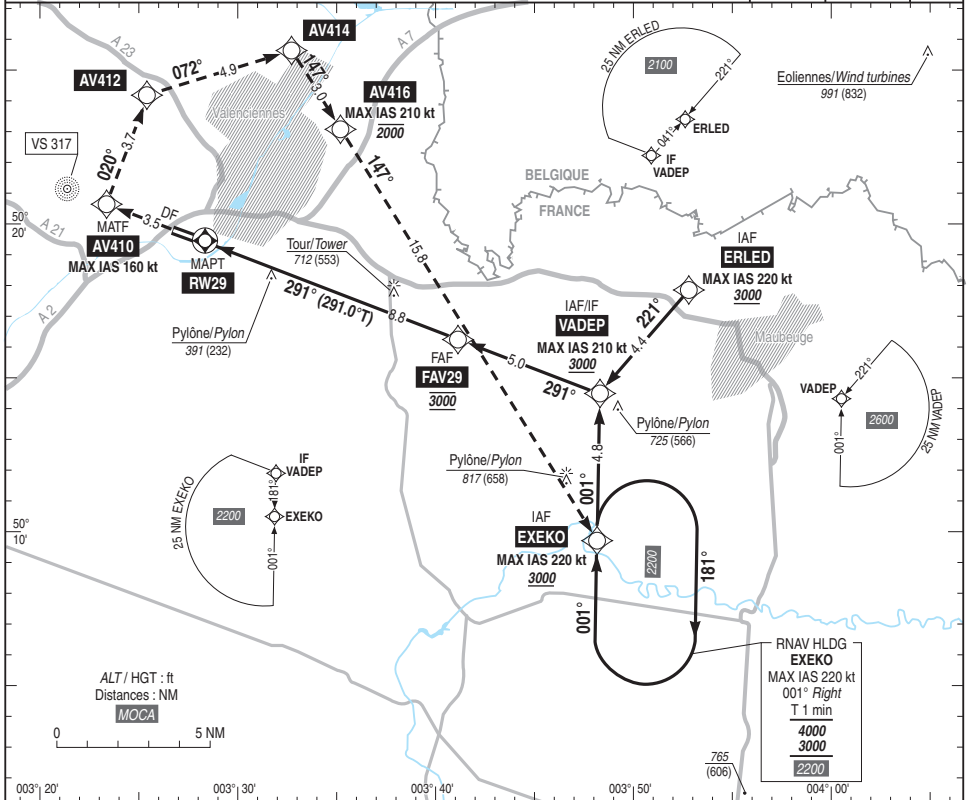 AV414
A 23
072°
4.9
A 7
147°
3.0
AV412
AV416
MAX IAS 210 kt
2000
Valenciennes
25 NM ERLED
2100
221°
ERLED
041°
IF
VADEP
Eoliennes/Wind turbines
991 (832)
VS 317
020°
3.7
147°
BELGIQUE
FRANCE
50°
20'
A 21
DF
3.5
MATF
AV410
MAX IAS 160 kt
MAPT
RW29
Tour/Tower
712 (553)
15.8
IAF
ERLED
MAX IAS 220 kt
3000
A 2
291° (291.0°T)
8.8
Pylône/Pylon
391 (232)
IAF/IF
VADEP
MAX IAS 210 kt
3000
221°
4.4
Maubeuge
FAF
FAV29
3000
5.0
291°
VADEP
221°
2600
001°
25 NM VADEP
Pylône/Pylon
725 (566)
4.8
001°
Pylône/Pylon
817 (658)
IF
VADEP
181°
25 NM EXEKO
2200
EXEKO
001°
50°
10'
IAF
EXEKO
MAX IAS 220 kt
3000
2200
181°
001°
RNAV HLDG
EXEKO
MAX IAS 220 kt
001° Right
T 1 min
4000
3000
2200
ALT / HGT : ft
Distances : NM
MOCA
0
5 NM
765
(606)
003° 20'
003° 30'
003° 40'
003° 50'
004° 00'